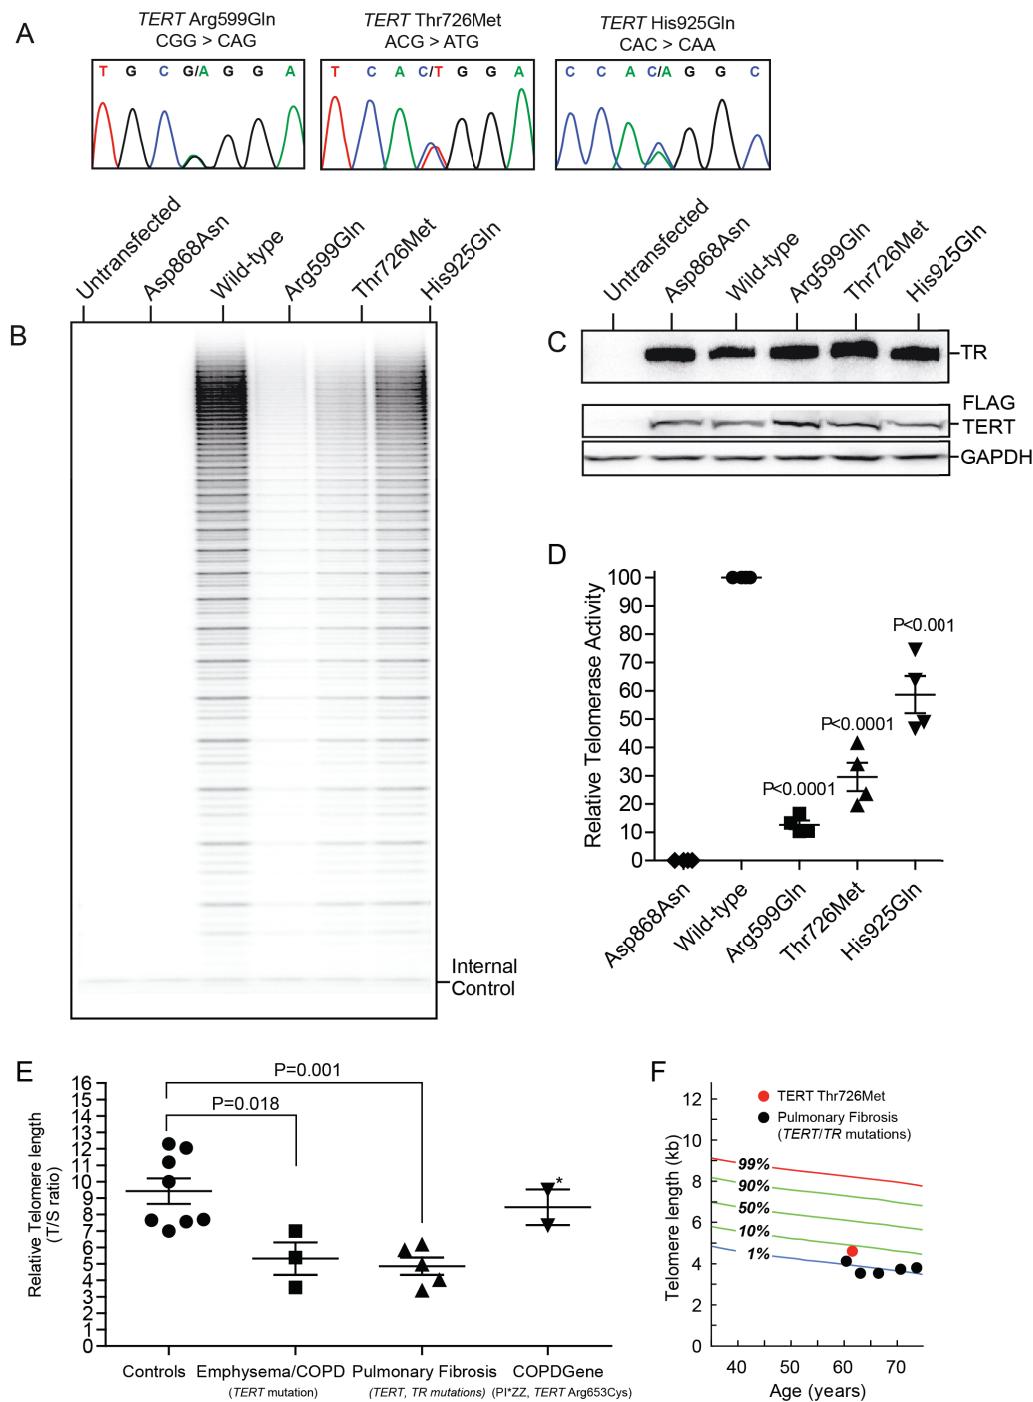 A
TERT Arg599Gln
CGG > CAG
TERT Thr726Met
ACG > ATG
TERT His925Gln
CAC > CAA
T G C G/A G G A
T C A C/T G G A
C C A C/A G G C
B
Untransfected
Asp868Asn
Wild-type
Arg599Gln
Thr726Met
His925Gln
Internal
Control
C
Untransfected
Asp868Asn
Wild-type
Arg599Gln
Thr726Met
His925Gln
TR
FLAG
TERT
GAPDH
D
Relative Telomerase Activity
100
90
80
70
60
50
40
30
20
10
0
P<0.0001
P<0.0001
P<0.001
Asp868Asn
Wild-type
Arg599Gln
Thr726Met
His925Gln
E
Relative Telomere length
(T/S ratio)
16
15
14
13
12
11
10
9
8
7
6
5
4
3
2
1
0
P=0.001
P=0.018
*
Controls
Emphysema/COPD
(TERT mutation)
Pulmonary Fibrosis
(TERT, TR mutations)
COPDGene
(PI*ZZ, TERT Arg653Cys)
F
Telomere length (kb)
12
10
8
6
4
2
0
TERT Thr726Met
Pulmonary Fibrosis
(TERT/TR mutations)
99%
90%
50%
10%
1%
40 50 60 70
Age (years)